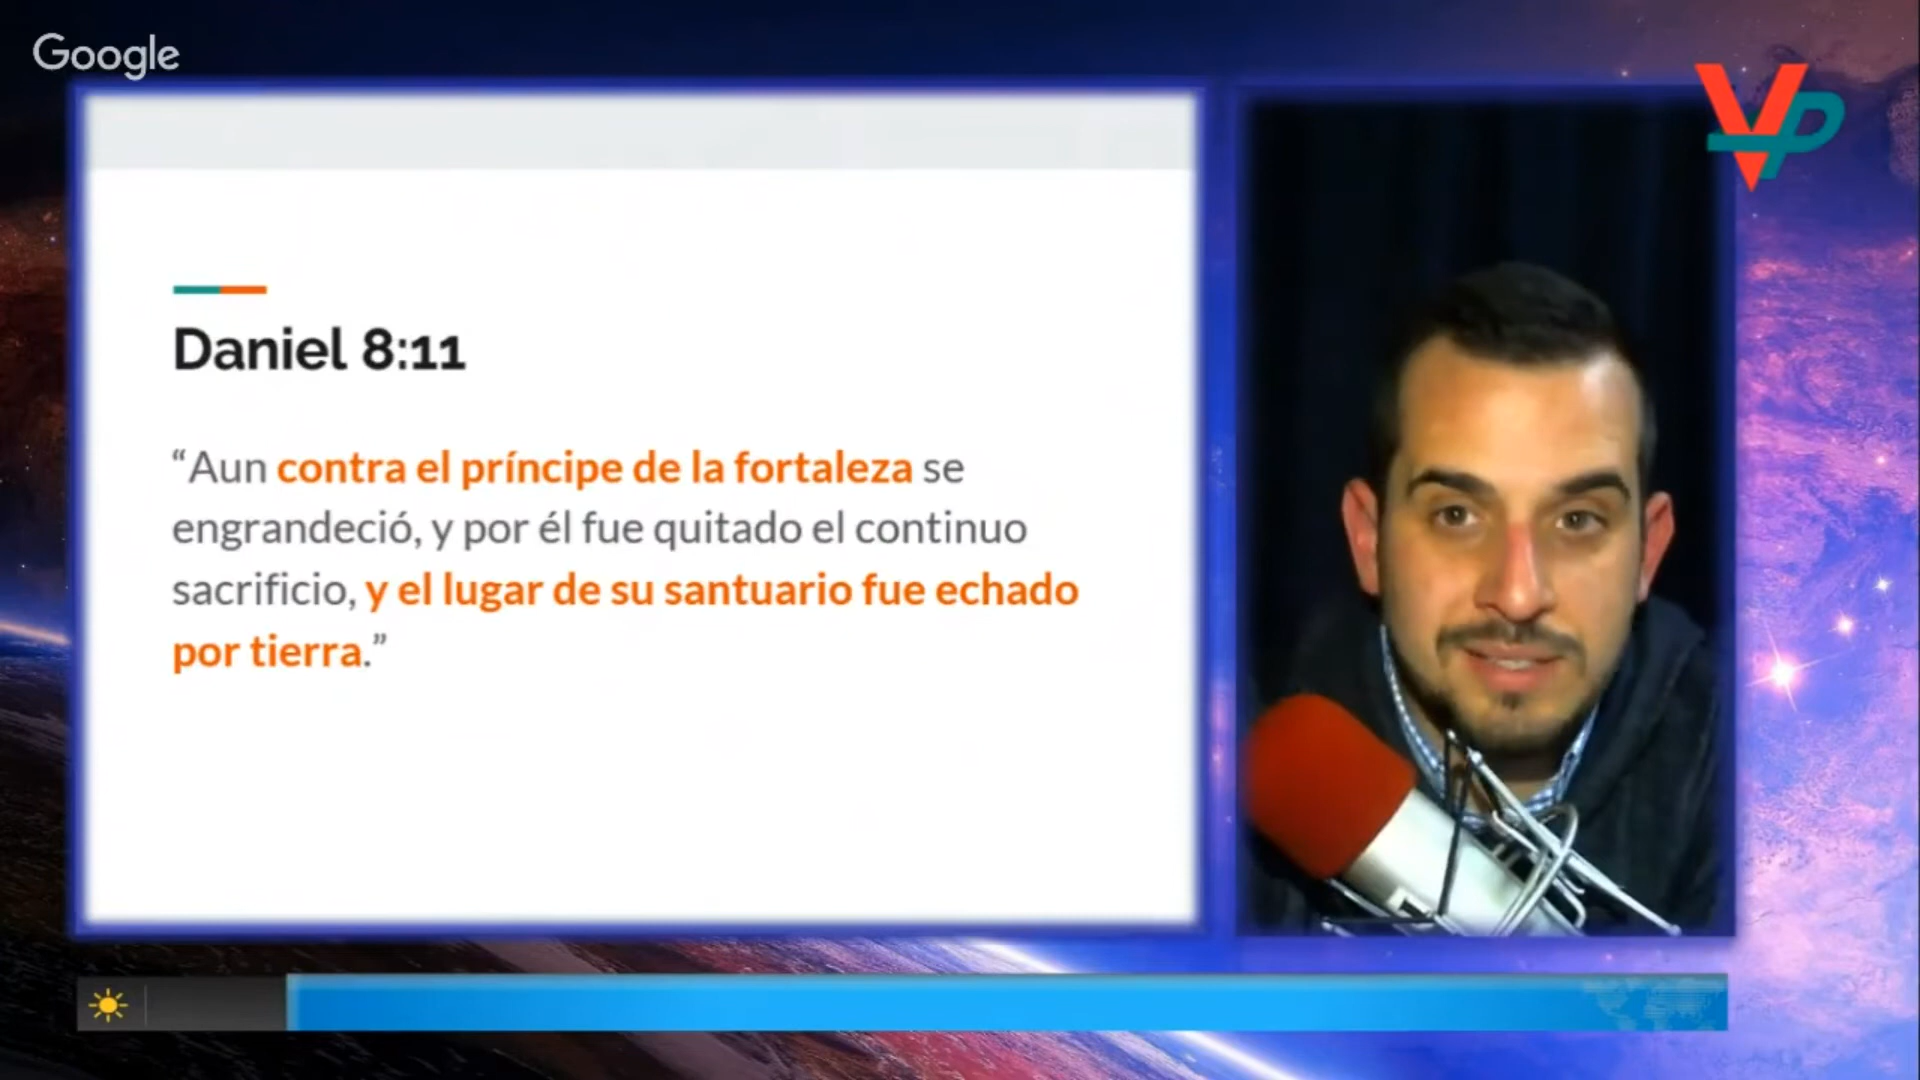 Google
VP
Daniel 8:11
“Aun contra el príncipe de la fortaleza se
engrandeció, y por él fue quitado el continuo
sacrificio, y el lugar de su santuario fue echado
por tierra.”